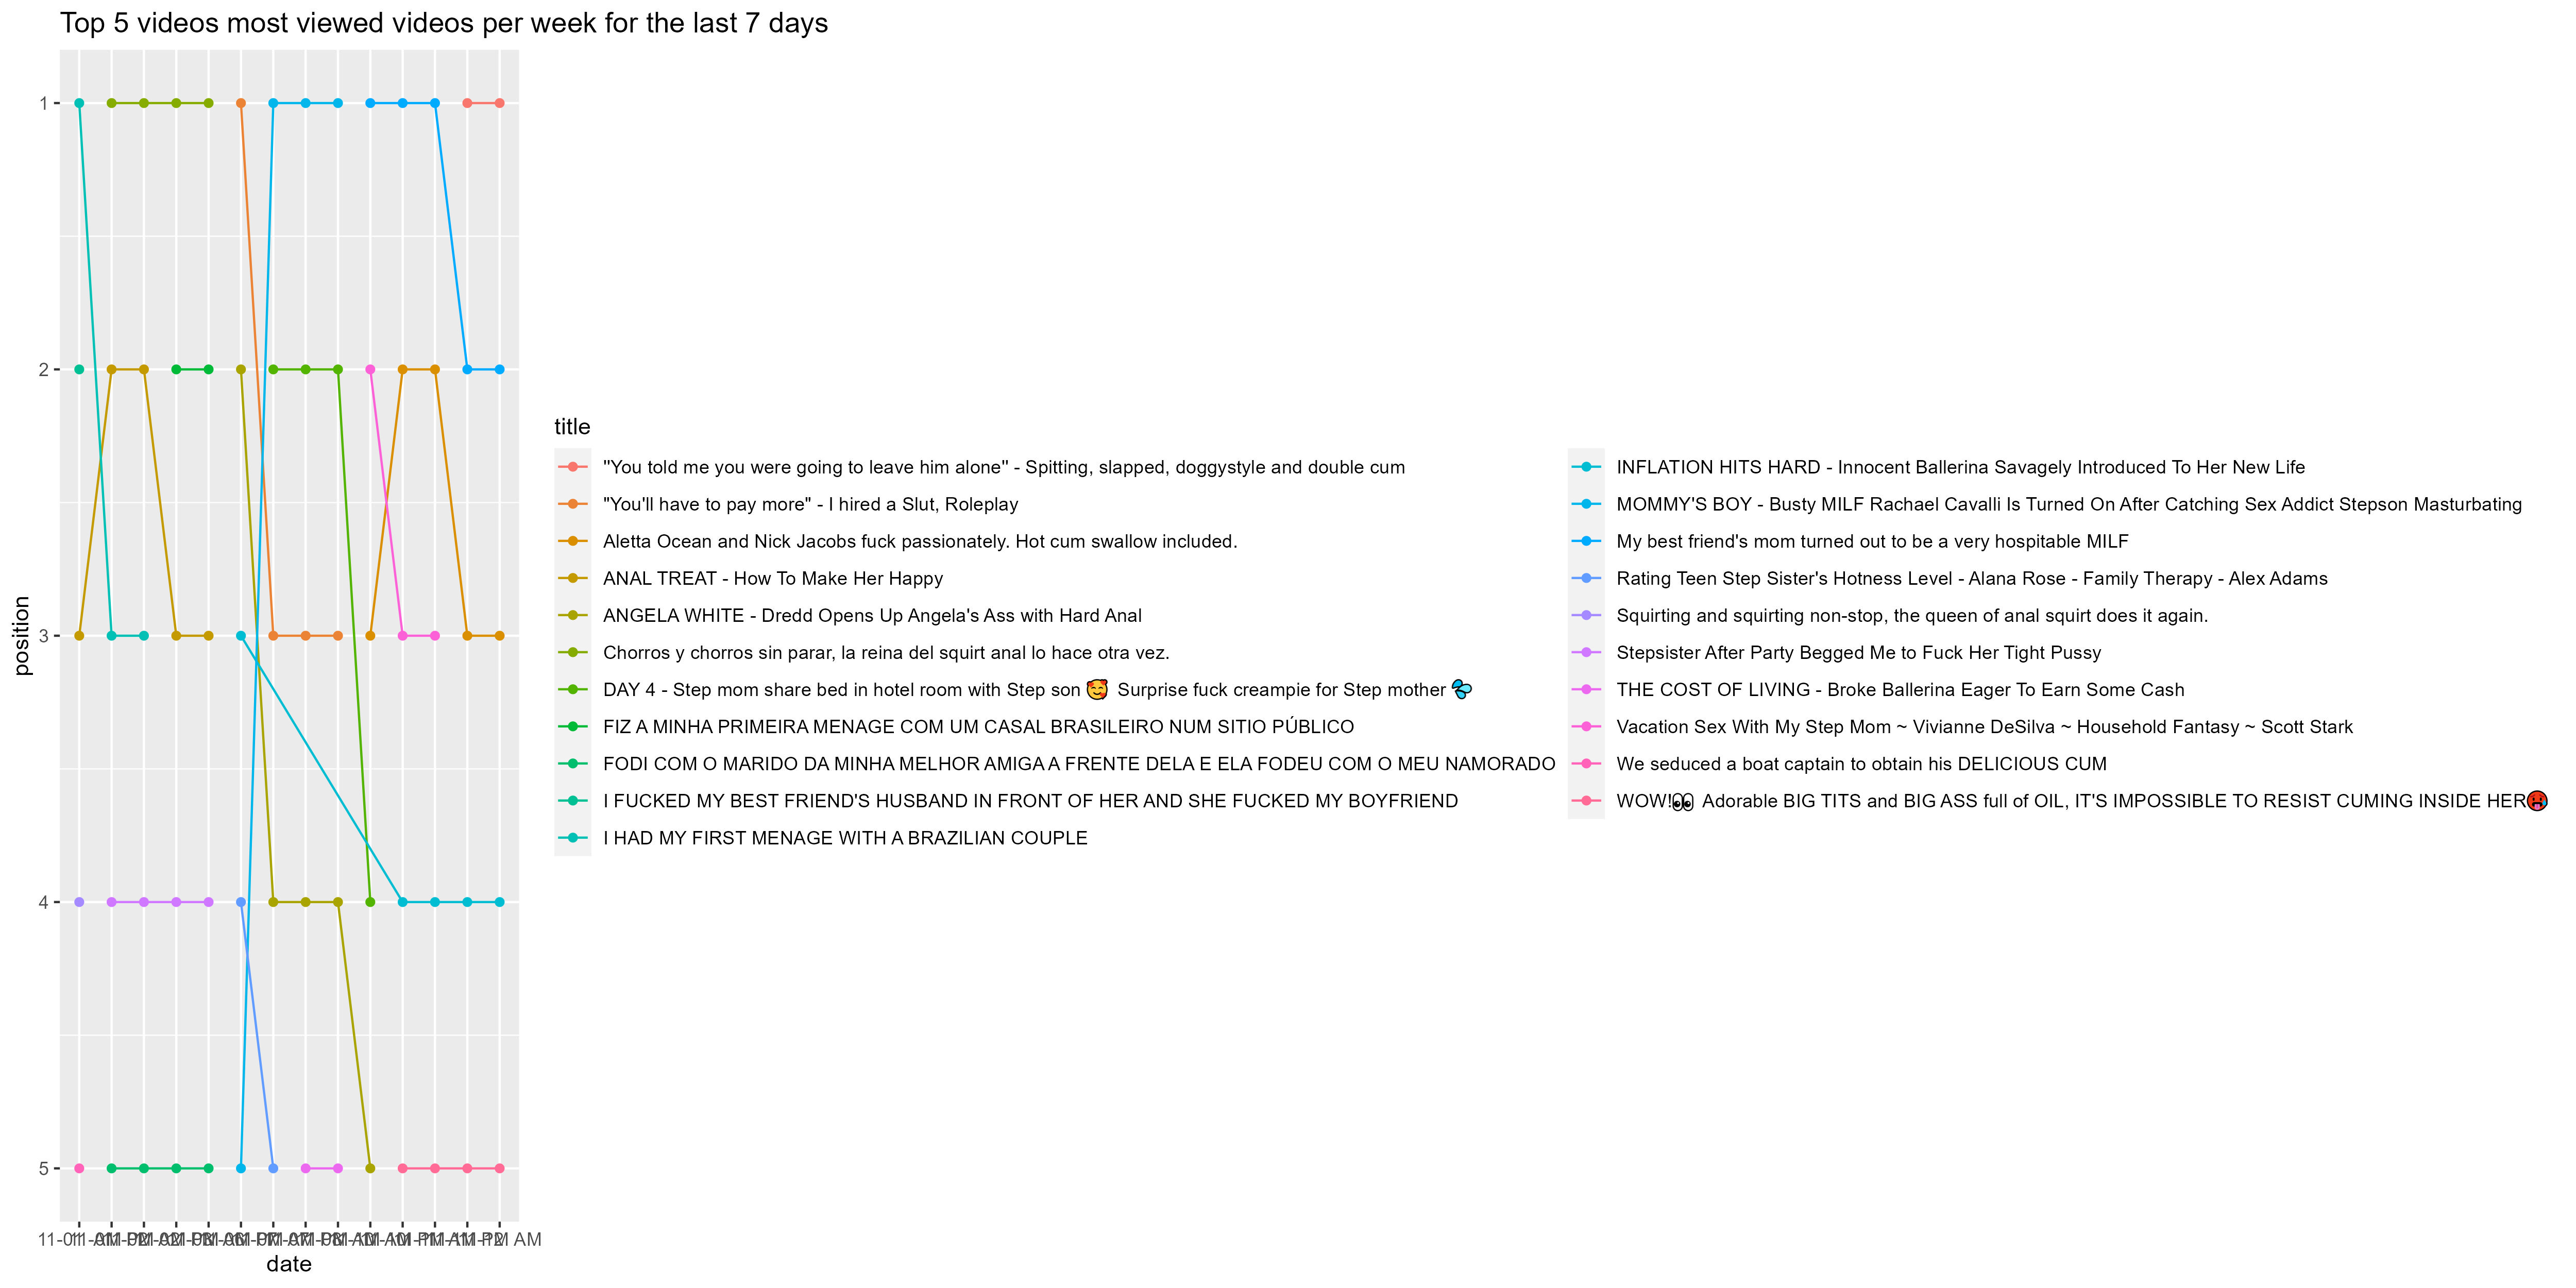 Top 5 videos most viewed videos per week for the last 7 days
1
2
3
4
5
position
date
title
"You told me you were going to leave him alone" - Spitting, slapped, doggystyle and double cum
"You'll have to pay more" - I hired a Slut, Roleplay
Aletta Ocean and Nick Jacobs fuck passionately. Hot cum swallow included.
ANAL TREAT - How To Make Her Happy
ANGELA WHITE - Dredd Opens Up Angela's Ass with Hard Anal
Chorros y chorros sin parar, la reina del squirt anal lo hace otra vez.
DAY 4 - Step mom share bed in hotel room with Step son 🥰 Surprise fuck creampie for Step mother 💦
FIZ A MINHA PRIMEIRA MENAGE COM UM CASAL BRASILEIRO NUM SITIO PÚBLICO
FODI COM O MARIDO DA MINHA MELHOR AMIGA A FRENTE DELA E ELA FODEU COM O MEU NAMORADO
I FUCKED MY BEST FRIEND'S HUSBAND IN FRONT OF HER AND SHE FUCKED MY BOYFRIEND
I HAD MY FIRST MENAGE WITH A BRAZILIAN COUPLE
INFLATION HITS HARD - Innocent Ballerina Savagely Introduced To Her New Life
MOMMY'S BOY - Busty MILF Rachael Cavalli Is Turned On After Catching Sex Addict Stepson Masturbating
My best friend's mom turned out to be a very hospitable MILF
Rating Teen Step Sister's Hotness Level - Alana Rose - Family Therapy - Alex Adams
Squirting and squirting non-stop, the queen of anal squirt does it again.
Stepsister After Party Begged Me to Fuck Her Tight Pussy
THE COST OF LIVING - Broke Ballerina Eager To Earn Some Cash
Vacation Sex With My Step Mom ~ Vivianne DeSilva ~ Household Fantasy ~ Scott Stark
We seduced a boat captain to obtain his DELICIOUS CUM
WOW!👀 Adorable BIG TITS and BIG ASS full of OIL, IT'S IMPOSSIBLE TO RESIST CUMING INSIDE HER🥵